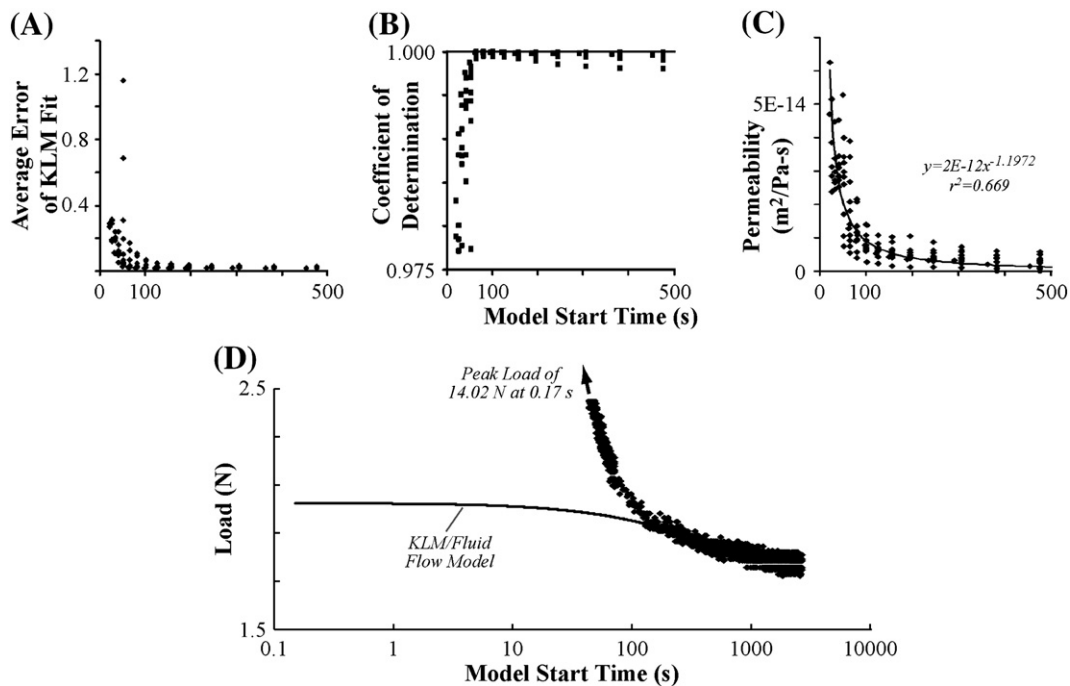 (A)
Average Error
of KLM Fit
1.2
0.8
0.4
0
100
500
(B)
Coefficient of
Determination
1.000
0.975
0
100
500
Model Start Time (s)
(C)
Permeability
(m²/Pa-s)
5E-14
0
y=2E-12x^-1.1972
r²=0.669
0
100
500
(D)
Load (N)
2.5
1.5
Peak Load of
14.02 N at 0.17 s
KLM/Fluid
Flow Model
0.1
1
10
100
1000
10000
Model Start Time (s)